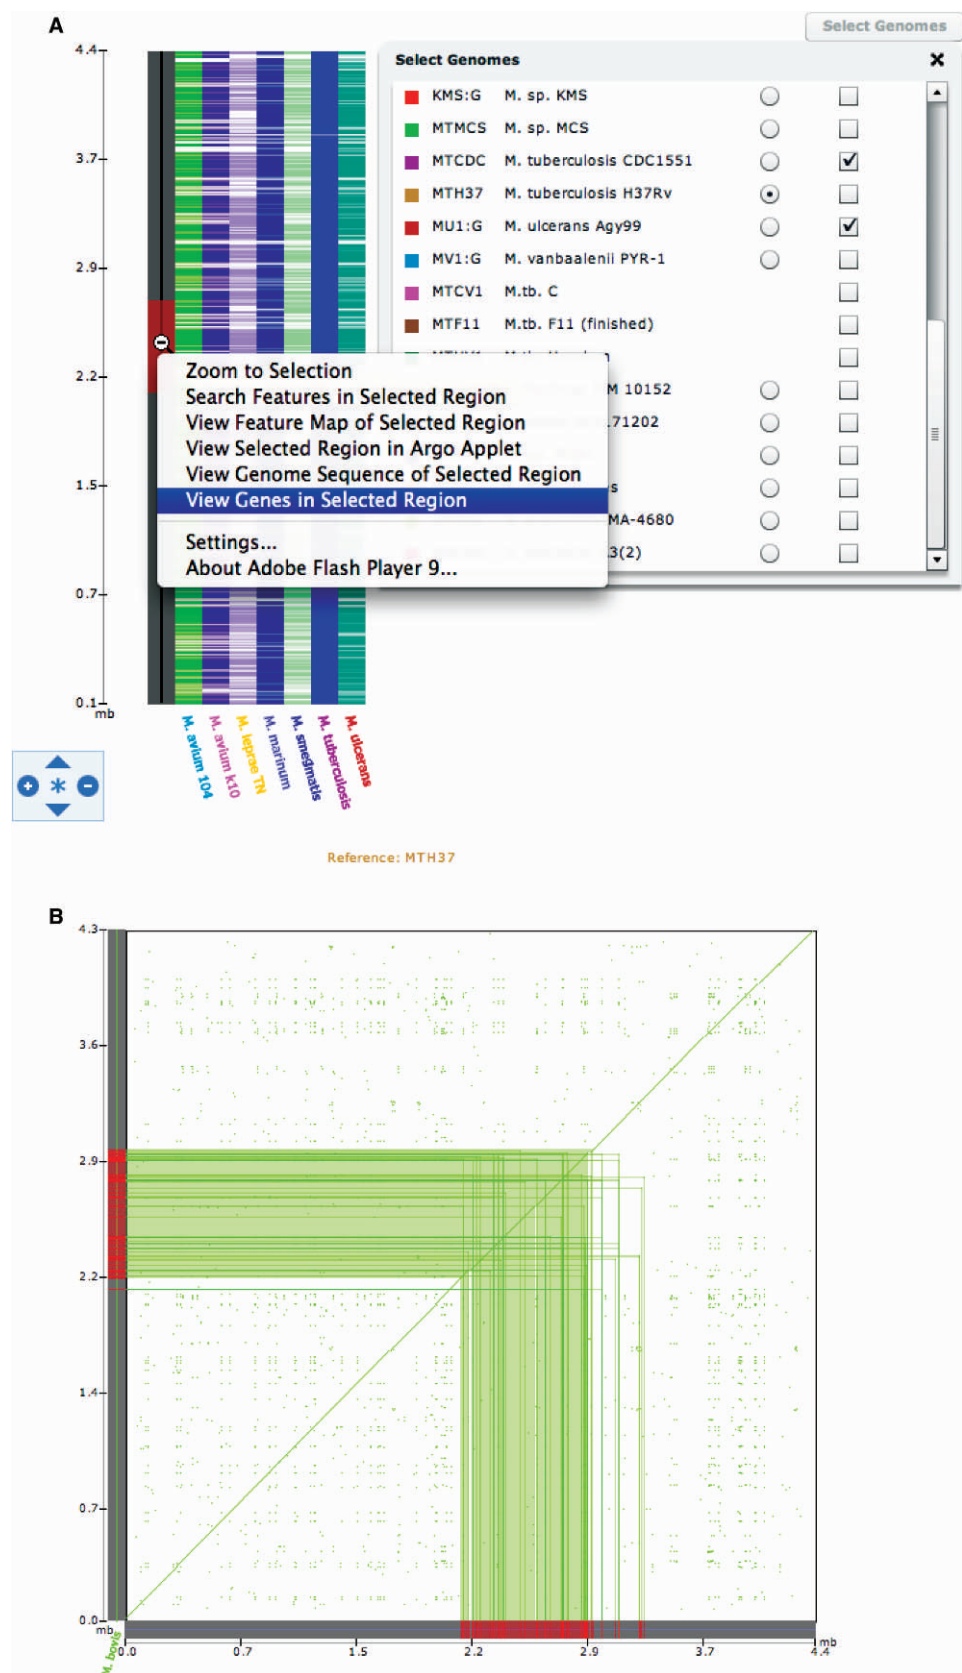 A
Select Genomes
Select Genomes
KMS:G M. sp. KMS
MTMCS M. sp. MCS
MTCDC M. tuberculosis CDC1551
MTH37 M. tuberculosis H37Rv
MU1:G M. ulcerans Agy99
MV1:G M. vanbaalenii PYR-1
MTCV1 M.tb. C
MTF11 M.tb. F11 (finished)
M 10152
.71202
s
MA-4680
3(2)
Zoom to Selection
Search Features in Selected Region
View Feature Map of Selected Region
View Selected Region in Argo Applet
View Genome Sequence of Selected Region
View Genes in Selected Region
Settings...
About Adobe Flash Player 9...
4.4
3.7
2.9
2.2
1.5
0.7
0.1
mb
M. avium 104
M. avium k10
M. leprae TN
M. marinum
M. smegmatis
M. tuberculosis
M. ulcerans
Reference: MTH37
B
4.3
3.6
2.9
2.2
1.4
0.7
0.0
mb
M. bovis
0.0 0.7 1.5 2.2 2.9 3.7 4.4
mb